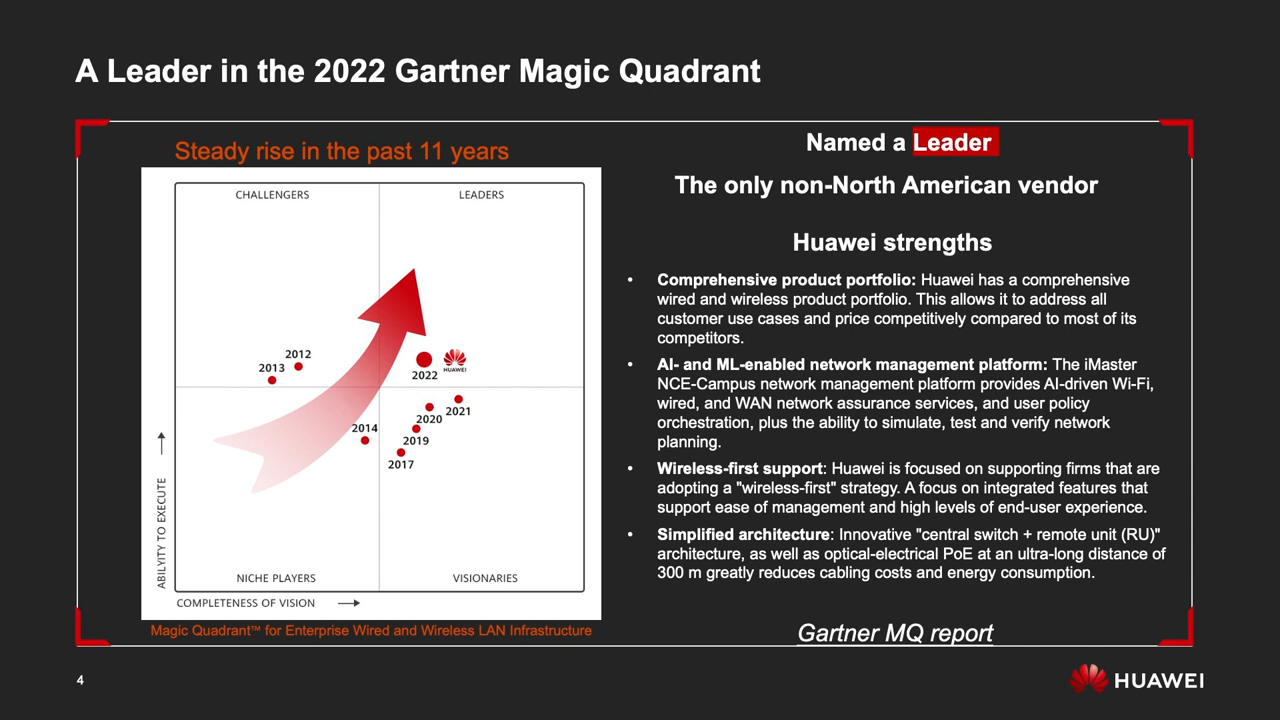 A Leader in the 2022 Gartner Magic Quadrant
Steady rise in the past 11 years
CHALLENGERS
LEADERS
2012
2013
HUAWEI
2022
2021
2020
2014
2019
2017
ABILYITY TO EXECUTE
NICHE PLAYERS
VISIONARIES
COMPLETENESS OF VISION
Magic Quadrant™ for Enterprise Wired and Wireless LAN Infrastructure
Named a Leader
The only non-North American vendor
Huawei strengths
• Comprehensive product portfolio: Huawei has a comprehensive
wired and wireless product portfolio. This allows it to address all
customer use cases and price competitively compared to most of its
competitors.
• AI- and ML-enabled network management platform: The iMaster
NCE-Campus network management platform provides AI-driven Wi-Fi,
wired, and WAN network assurance services, and user policy
orchestration, plus the ability to simulate, test and verify network
planning.
• Wireless-first support: Huawei is focused on supporting firms that are
adopting a "wireless-first" strategy. A focus on integrated features that
support ease of management and high levels of end-user experience.
• Simplified architecture: Innovative "central switch + remote unit (RU)"
architecture, as well as optical-electrical PoE at an ultra-long distance of
300 m greatly reduces cabling costs and energy consumption.
Gartner MQ report
4
HUAWEI